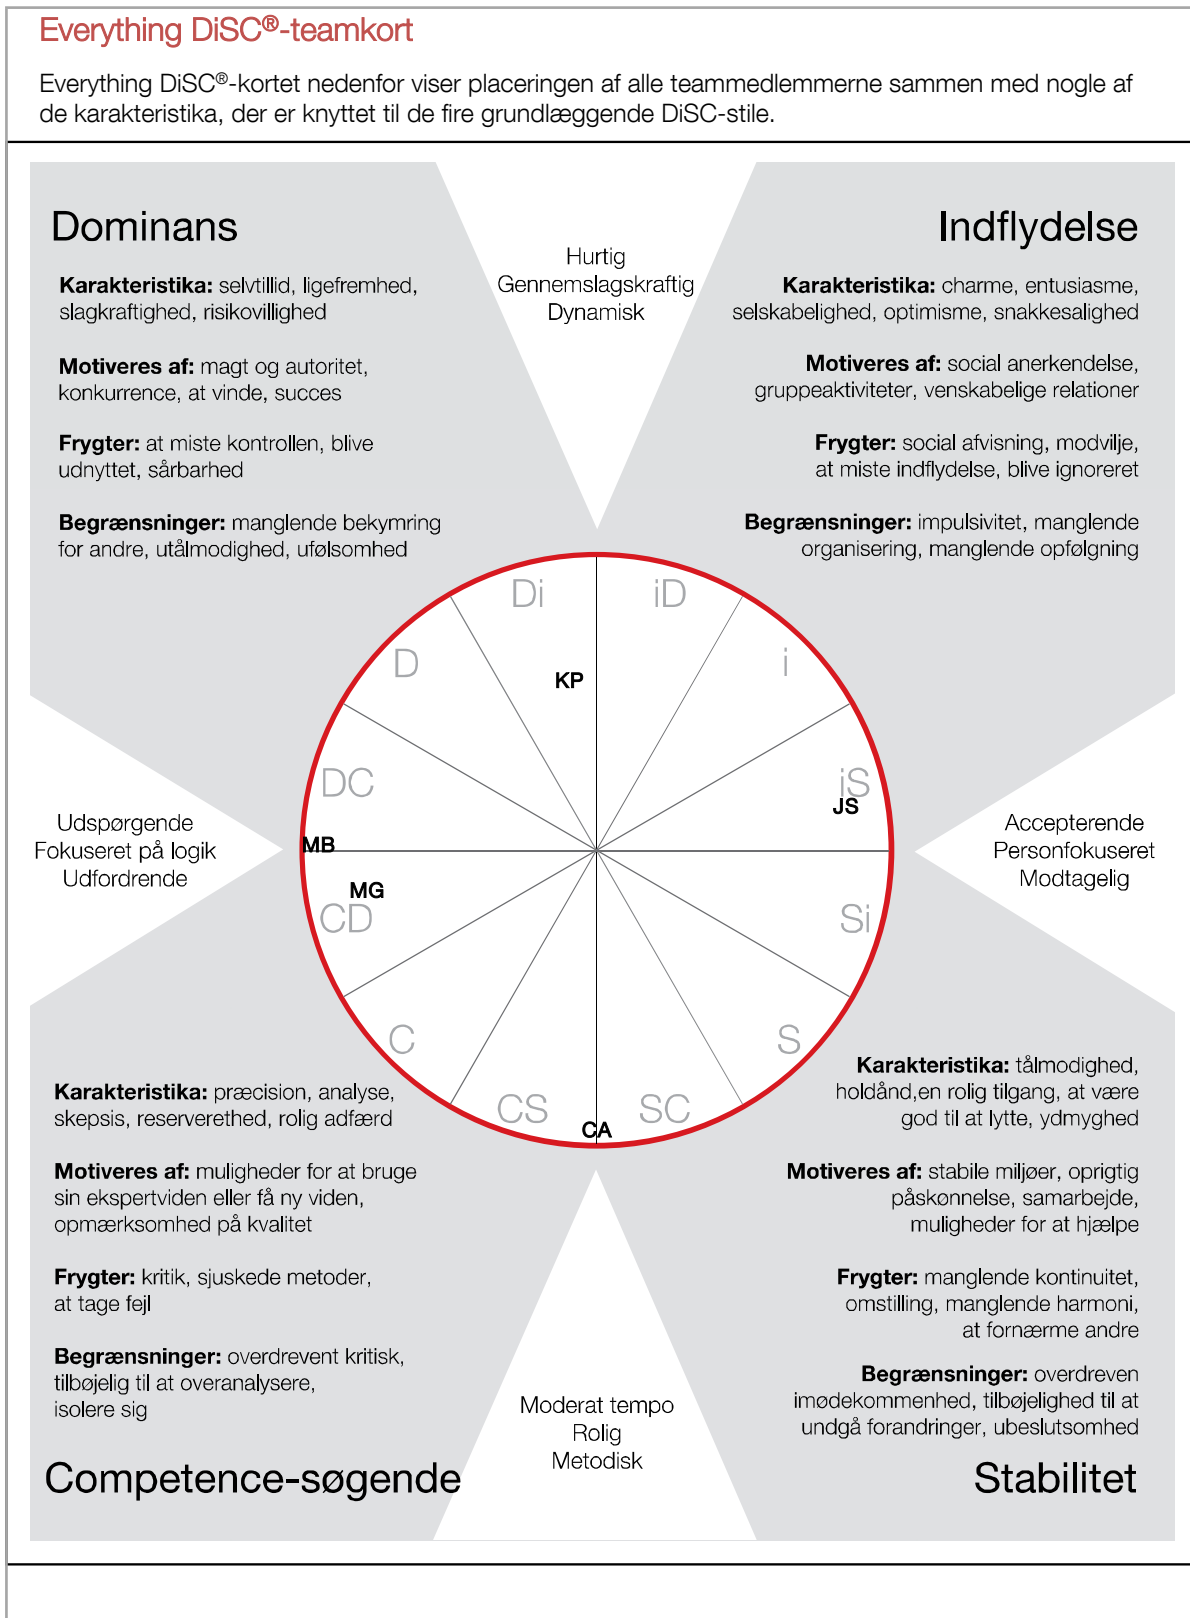 Everything DiSC®-teamkort
Everything DiSC®-kortet nedenfor viser placeringen af alle teammedlemmerne sammen med nogle af
de karakteristika, der er knyttet til de fire grundlæggende DiSC-stile.
Dominans
Karakteristika: selvtillid, ligefremhed,
slagkraftighed, risikovillighed
Motiveres af: magt og autoritet,
konkurrence, at vinde, succes
Frygter: at miste kontrollen, blive
udnyttet, sårbarhed
Begrænsninger: manglende bekymring
for andre, utålmodighed, ufølsomhed
Hurtig
Gennemslagskraftig
Dynamisk
Indflydelse
Karakteristika: charme, entusiasme,
selskabelighed, optimisme, snakkesalighed
Motiveres af: social anerkendelse,
gruppeaktiviteter, venskabelige relationer
Frygter: social afvisning, modvilje,
at miste indflydelse, blive ignoreret
Begrænsninger: impulsivitet, manglende
organisering, manglende opfølgning
Di
iD
D
i
KP
DC
iS
JS
MB
MG
CD
Si
C
S
CS
SC
CA
Udspørgende
Fokuseret på logik
Udfordrende
Accepterende
Personfokuseret
Modtagelig
Karakteristika: præcision, analyse,
skepsis, reserverethed, rolig adfærd
Motiveres af: muligheder for at bruge
sin ekspertviden eller få ny viden,
opmærksomhed på kvalitet
Frygter: kritik, sjuskede metoder,
at tage fejl
Begrænsninger: overdrevent kritisk,
tilbøjelig til at overanalysere,
isolere sig
Competence-søgende
Moderat tempo
Rolig
Metodisk
Karakteristika: tålmodighed,
holdånd,en rolig tilgang, at være
god til at lytte, ydmyghed
Motiveres af: stabile miljøer, oprigtig
påskønnelse, samarbejde,
muligheder for at hjælpe
Frygter: manglende kontinuitet,
omstilling, manglende harmoni,
at fornærme andre
Begrænsninger: overdreven
imødekommenhed, tilbøjelighed til at
undgå forandringer, ubeslutsomhed
Stabilitet